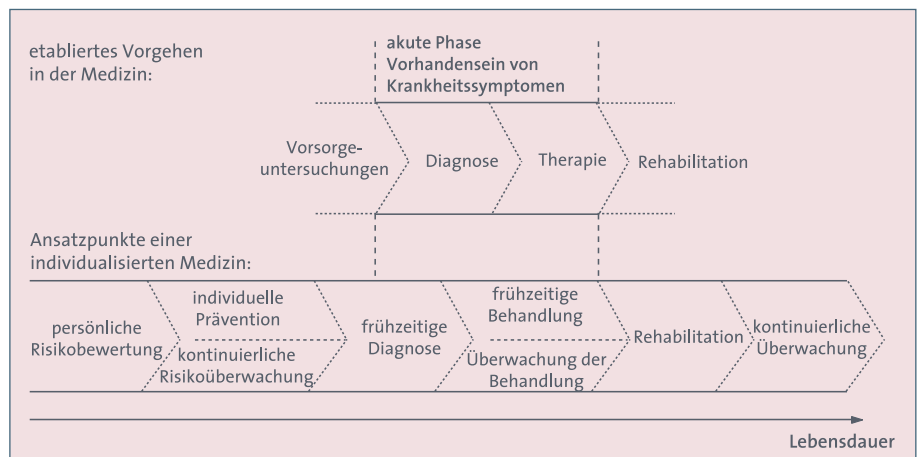 etabliertes Vorgehen
in der Medizin:
akute Phase
Vorhandensein von
Krankheitssymptomen
Vorsorge-
untersuchungen
Diagnose
Therapie
Rehabilitation
Ansatzpunkte einer
individualisierten Medizin:
persönliche
Risikobewertung
individuelle
Prävention
kontinuierliche
Risikoüberwachung
frühzeitige
Diagnose
frühzeitige
Behandlung
Überwachung der
Behandlung
Rehabilitation
kontinuierliche
Überwachung
Lebensdauer